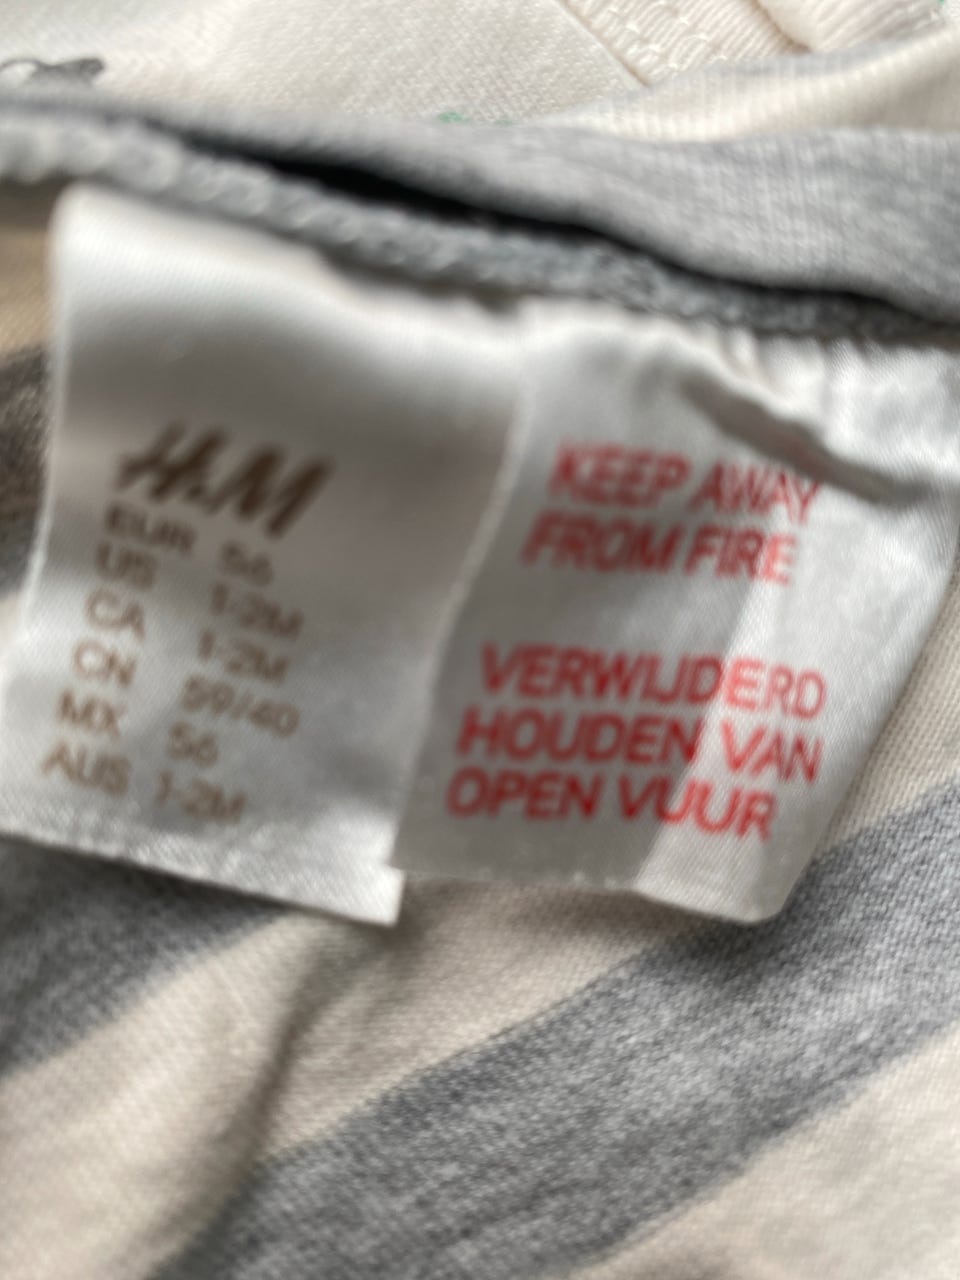 H&M
EUR 56
US 1-2M
CA 1-2M
CN 59/40
MX 56
AUS 1-2M
KEEP AWAY
FROM FIRE
VERWIJDERD
HOUDEN VAN
OPEN VUUR